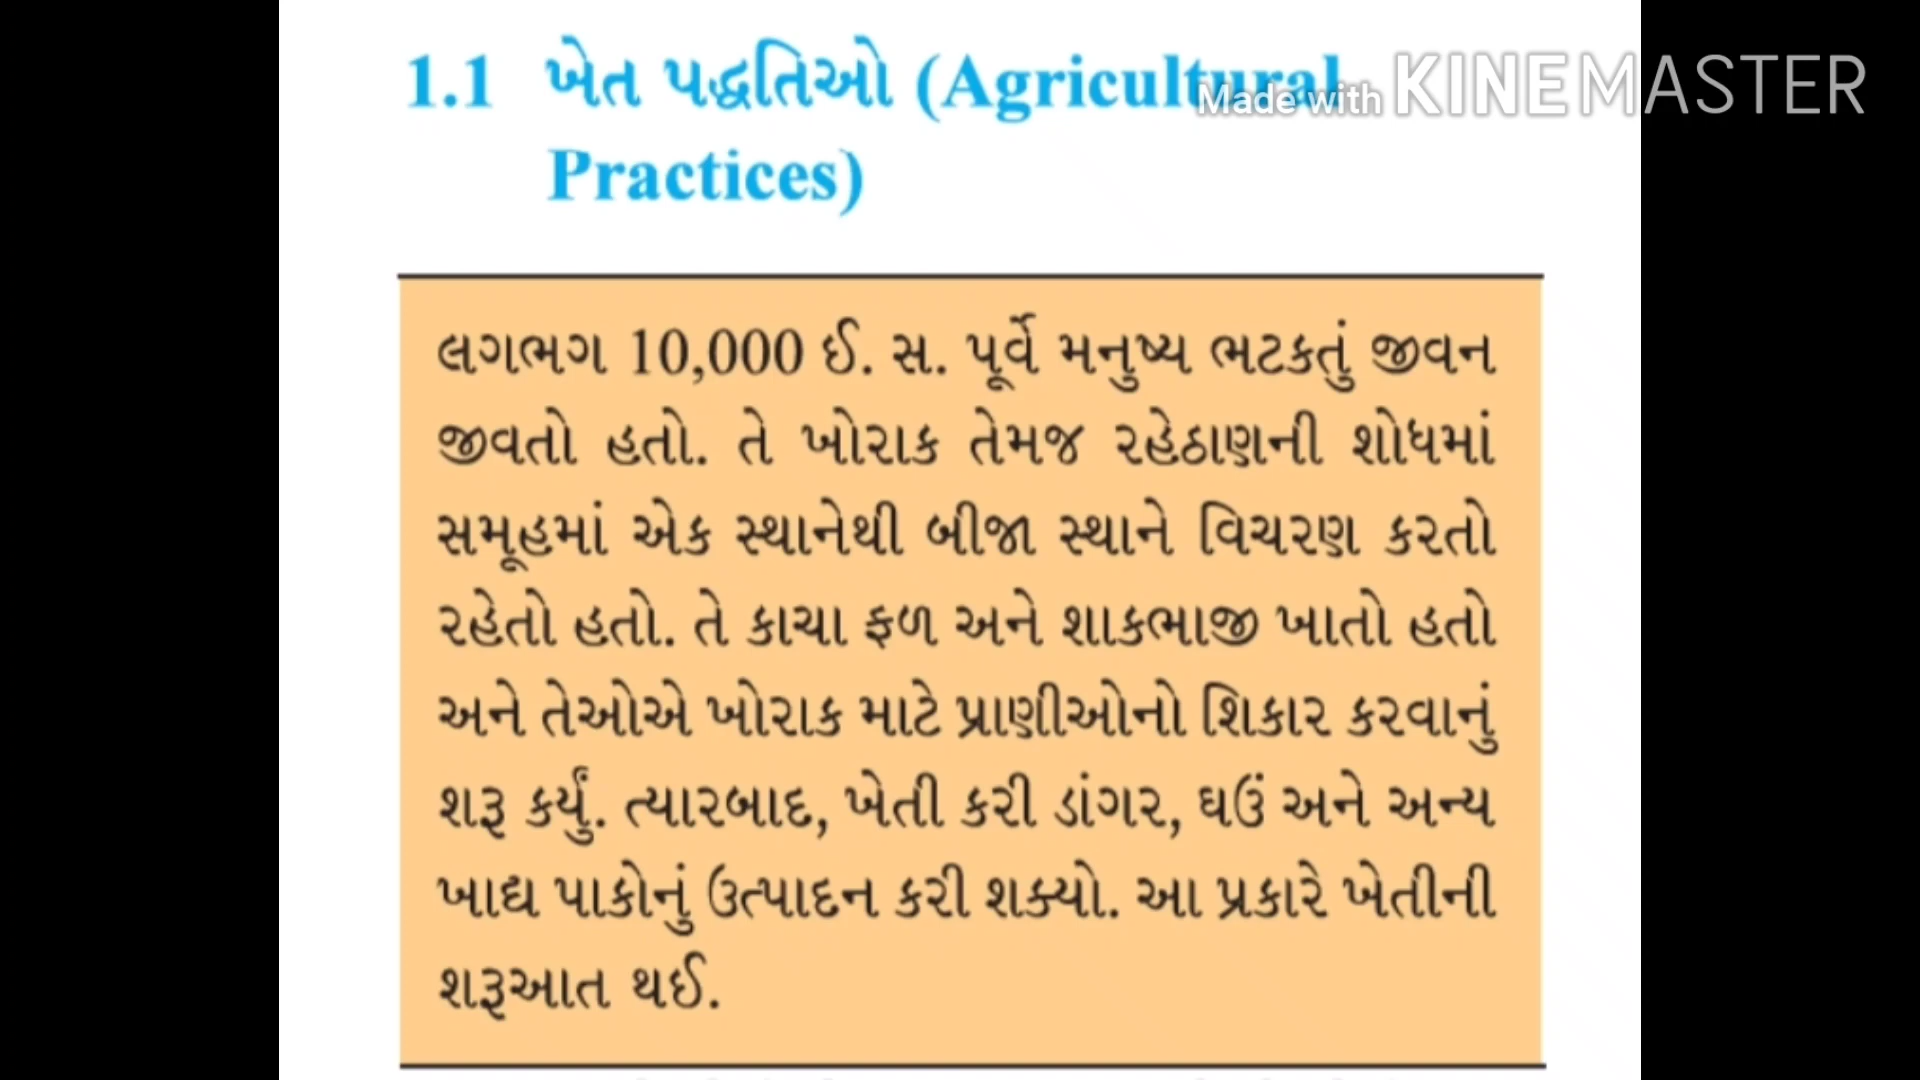 1.1 ખેત પદ્ધતિઓ (Agricultural
Made with KINEMASTER
Practices)
લગભગ 10,000 ઈ. સ. પૂર્વે મનુષ્ય ભટકતું જીવન
જીવતો હતો. તે ખોરાક તેમજ રહેઠાણની શોધમાં
સમૂહમાં એક સ્થાનેથી બીજા સ્થાને વિચરણ કરતો
રહેતો હતો. તે કાચા ફળ અને શાકભાજી ખાતો હતો
અને તેઓએ ખોરાક માટે પ્રાણીઓનો શિકાર કરવાનું
શરૂ કર્યું. ત્યારબાદ, ખેતી કરી ડાંગર, ઘઉં અને અન્ય
ખાદ્ય પાકોનું ઉત્પાદન કરી શક્યો. આ પ્રકારે ખેતીની
શરૂઆત થઈ.